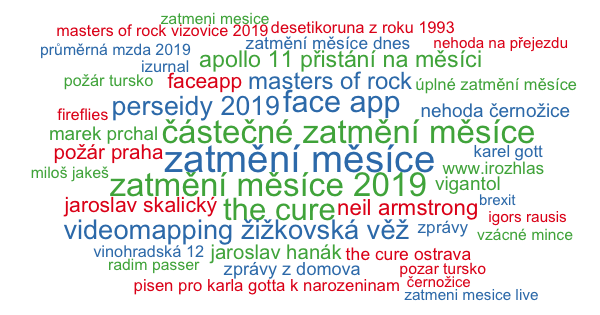 zatmeni mesice
masters of rock vizovice 2019
desetikoruna z roku 1993
průměrná mzda 2019
zatmění měsíce dnes
nehoda na přejezdu
izurnal
apollo 11 přistání na měsíci
požár tursko
faceapp
masters of rock
úplné zatmění měsíce
perseidy 2019
face app
fireflies
nehoda černožice
marek prchal
částečné zatmění měsíce
požár praha
zatmění měsíce
karel gott
miloš jakeš
www.irozhlas
zatmění měsíce 2019
vigantol
jaroslav skalický
the cure
neil armstrong
brexit
igors rausis
videomapping žižkovská věž
zprávy
vzácné mince
vinohradská 12
jaroslav hanák
the cure ostrava
radim passer
zprávy z domova
pozar tursko
pisen pro karla gotta k narozeninam
černožice
zatmeni mesice live